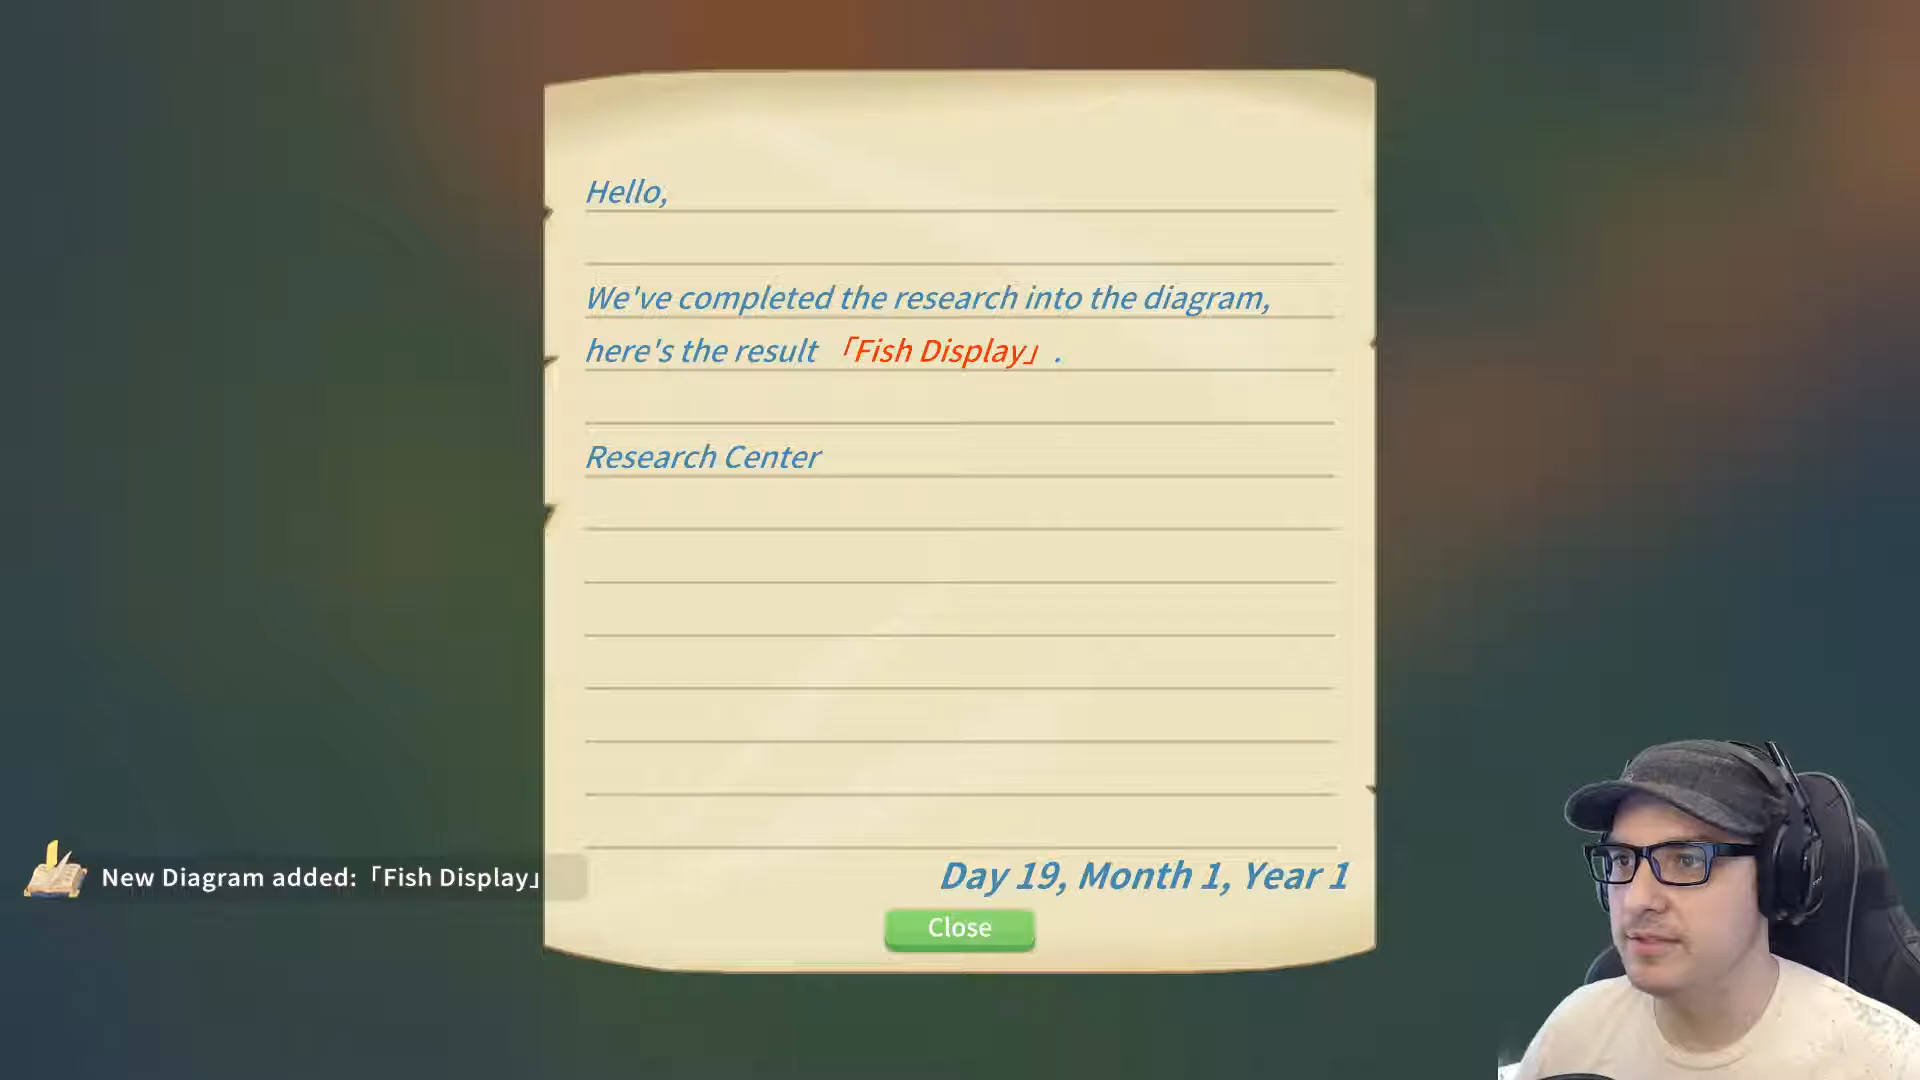 Hello,
We've completed the research into the diagram,
here's the result 「Fish Display」 .
Research Center
New Diagram added:「Fish Display」
Day 19, Month 1, Year 1
Close